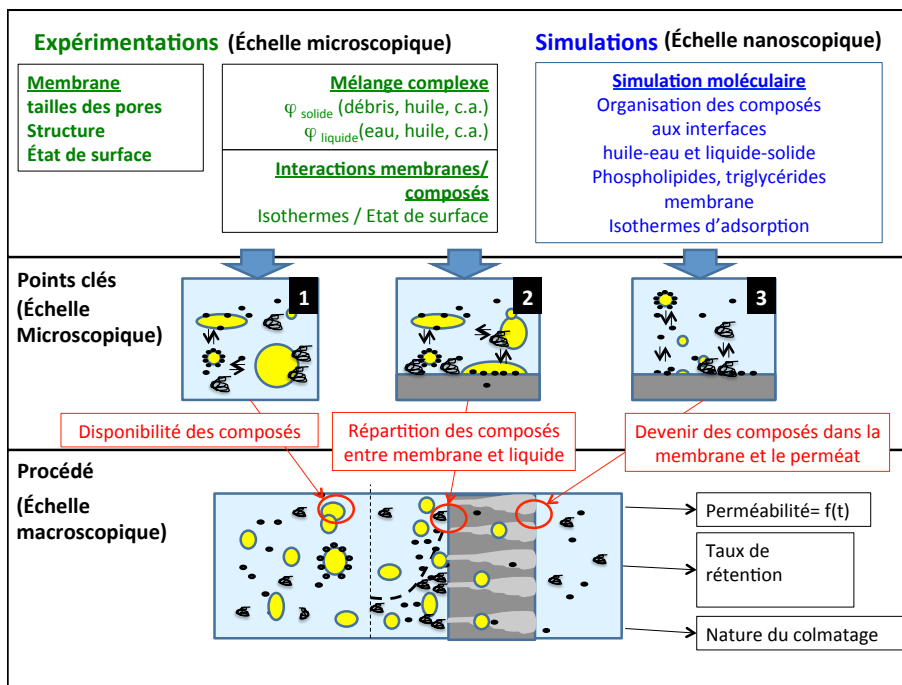 Expérimentations (Échelle microscopique)
Simulations (Échelle nanoscopique)
Membrane
tailles des pores
Structure
État de surface
Mélange complexe
φ solide (débris, huile, c.a.)
φ liquide(eau, huile, c.a.)
Interactions membranes/
composés
Isothermes / Etat de surface
Simulation moléculaire
Organisation des composés
aux interfaces
huile-eau et liquide-solide
Phospholipides, triglycérides
membrane
Isothermes d’adsorption
Points clés
(Échelle
Microscopique)
1
2
3
Disponibilité des composés
Répartition des composés
entre membrane et liquide
Devenir des composés dans la
membrane et le perméat
Procédé
(Échelle
macroscopique)
Perméabilité= f(t)
Taux de
rétention
Nature du colmatage